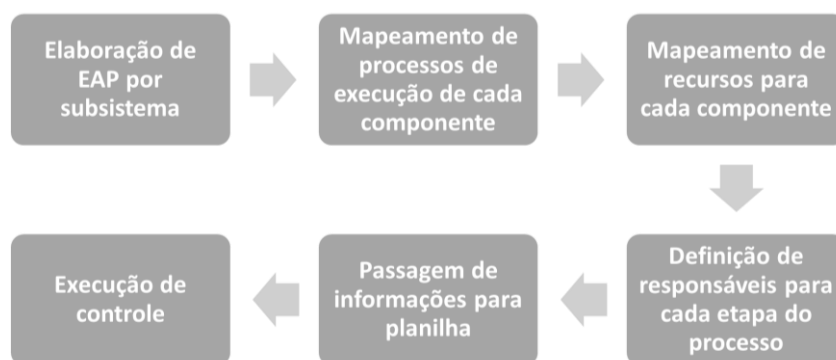 Elaboração de
EAP por
subsistema
Mapeamento de
processos de
execução de cada
componente
Mapeamento de
recursos para
cada componente
Definição de
responsáveis para
cada etapa do
processo
Passagem de
informações para
planilha
Execução de
controle